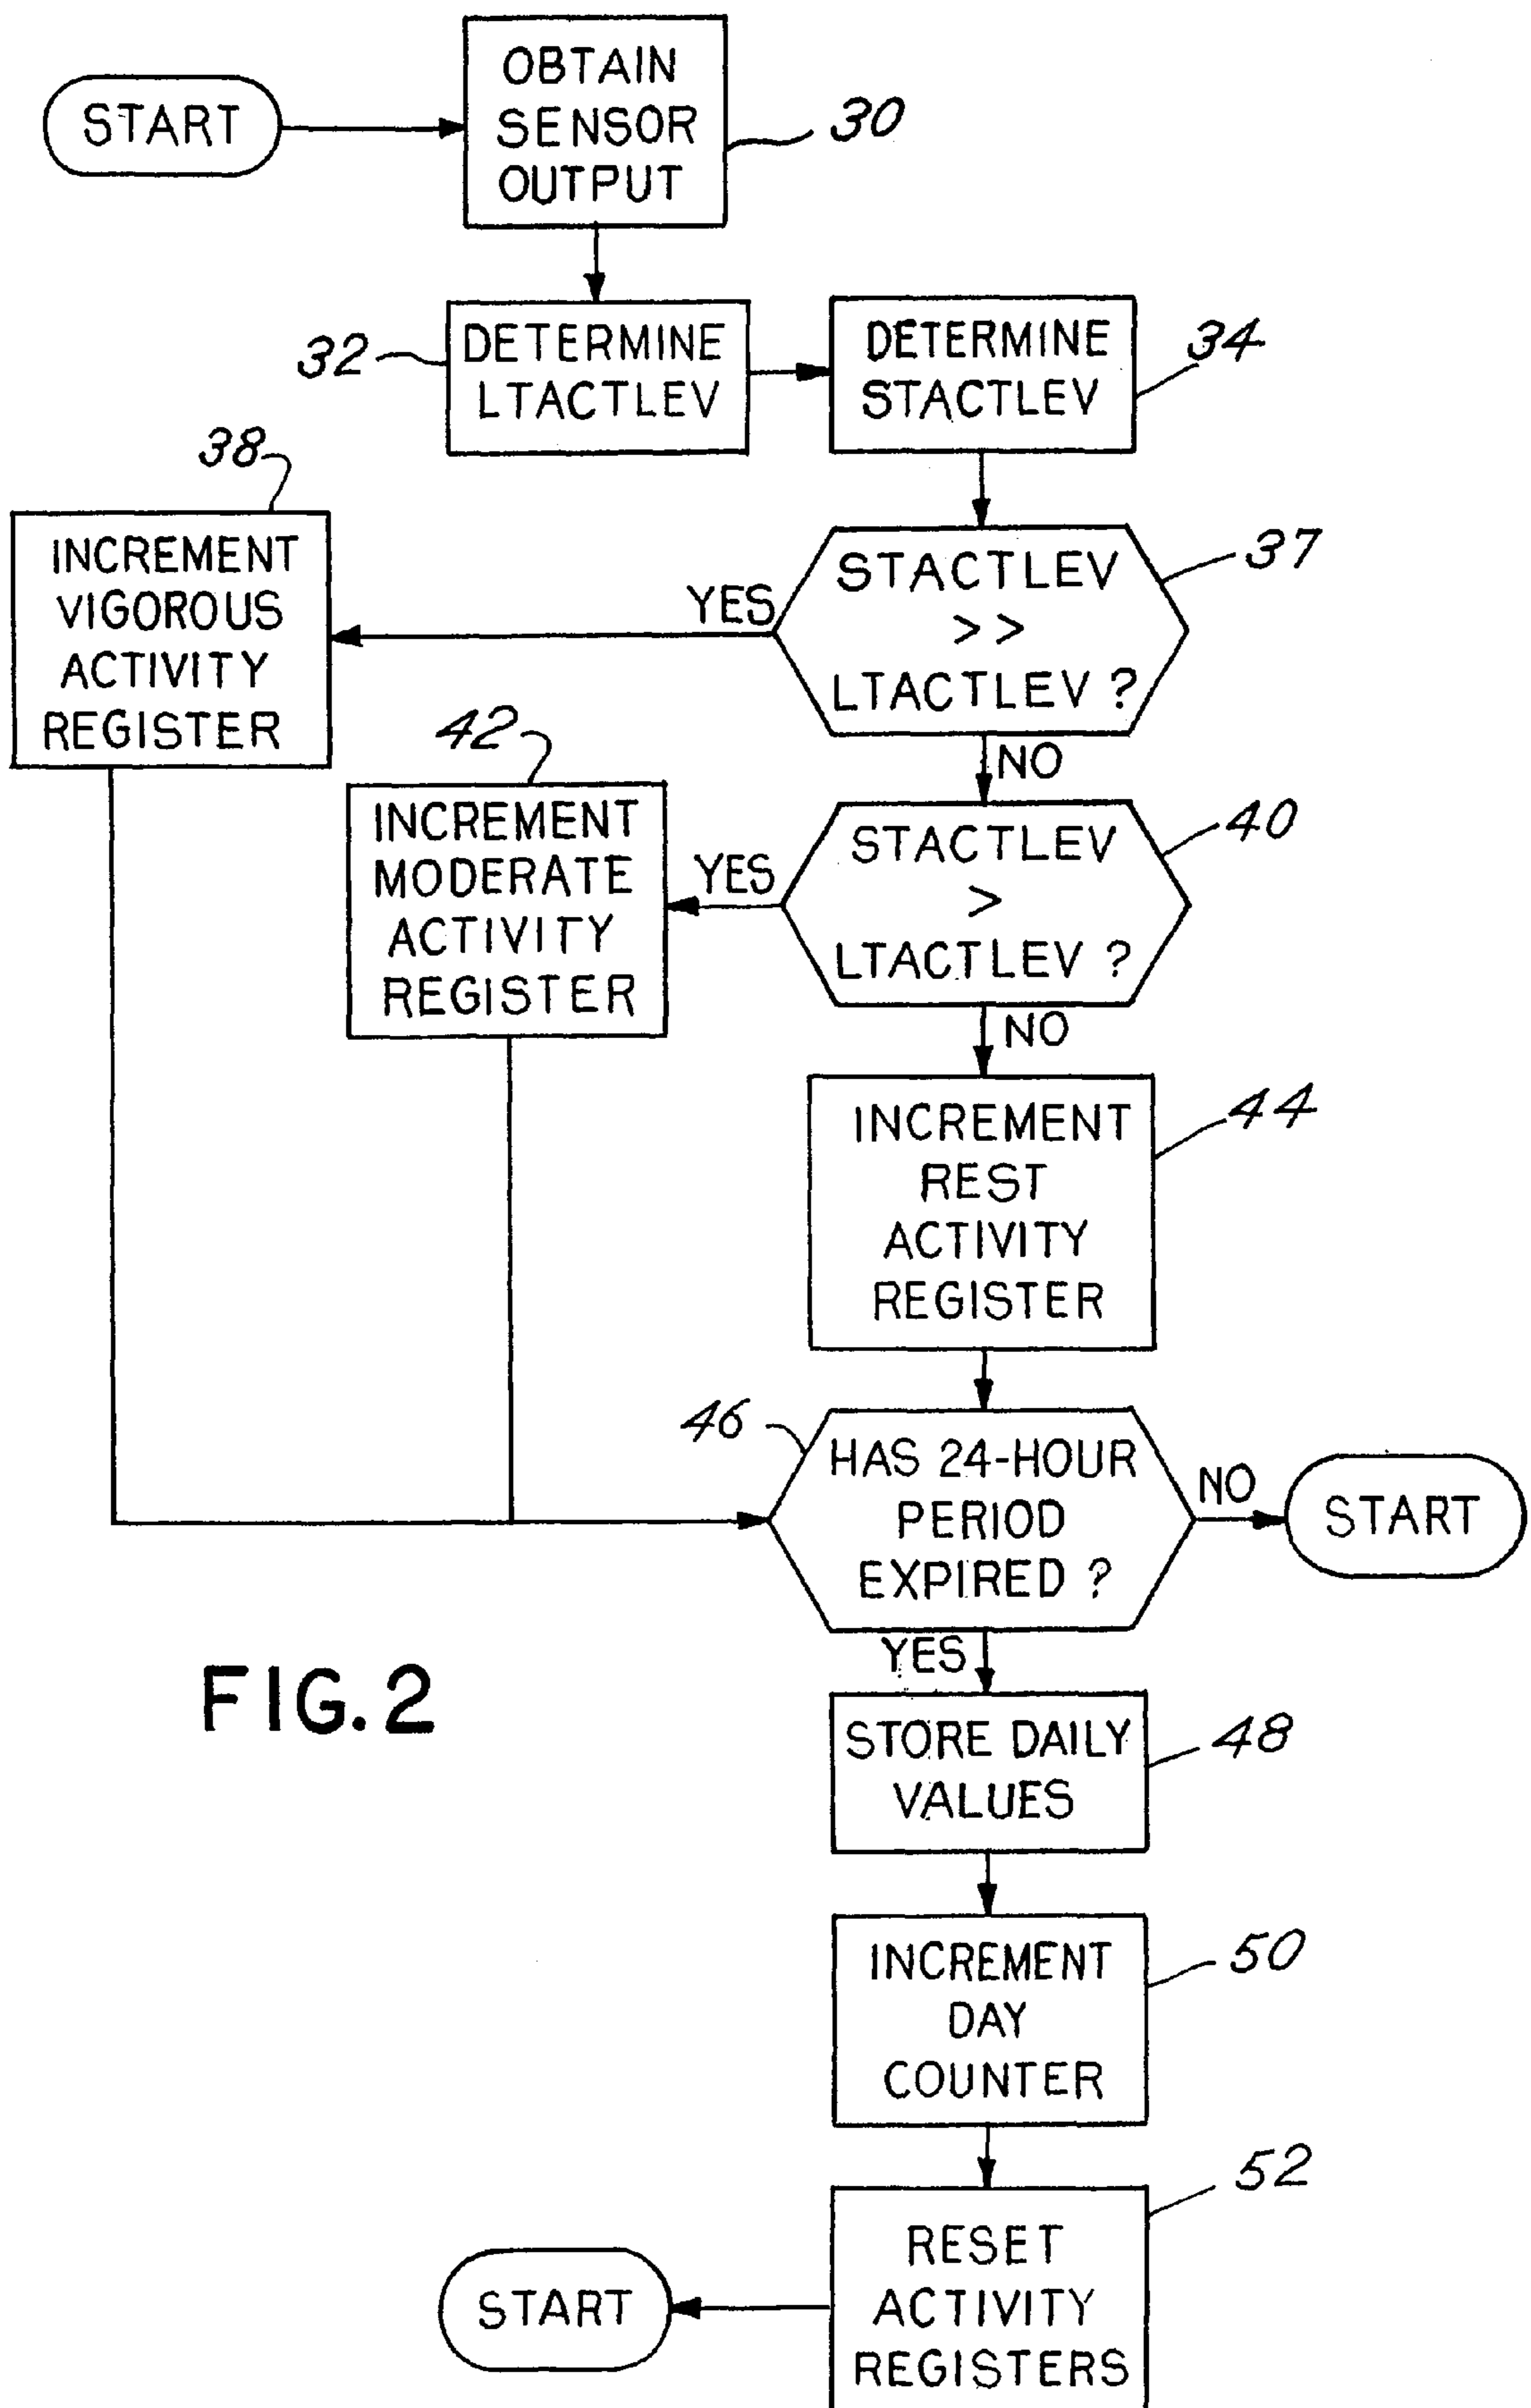 START
OBTAIN
SENSOR
OUTPUT
30
32
DETERMINE
LTACTLEV
DETERMINE
STACTLEV
34
38
INCREMENT
VIGOROUS
ACTIVITY
REGISTER
YES
STACTLEV
>>
LTACTLEV ?
37
NO
42
INCREMENT
MODERATE
ACTIVITY
REGISTER
YES
STACTLEV
>
LTACTLEV ?
40
NO
INCREMENT
REST
ACTIVITY
REGISTER
44
46
HAS 24-HOUR
PERIOD
EXPIRED ?
NO
START
YES
FIG. 2
STORE DAILY
VALUES
48
INCREMENT
DAY
COUNTER
50
52
RESET
ACTIVITY
REGISTERS
START